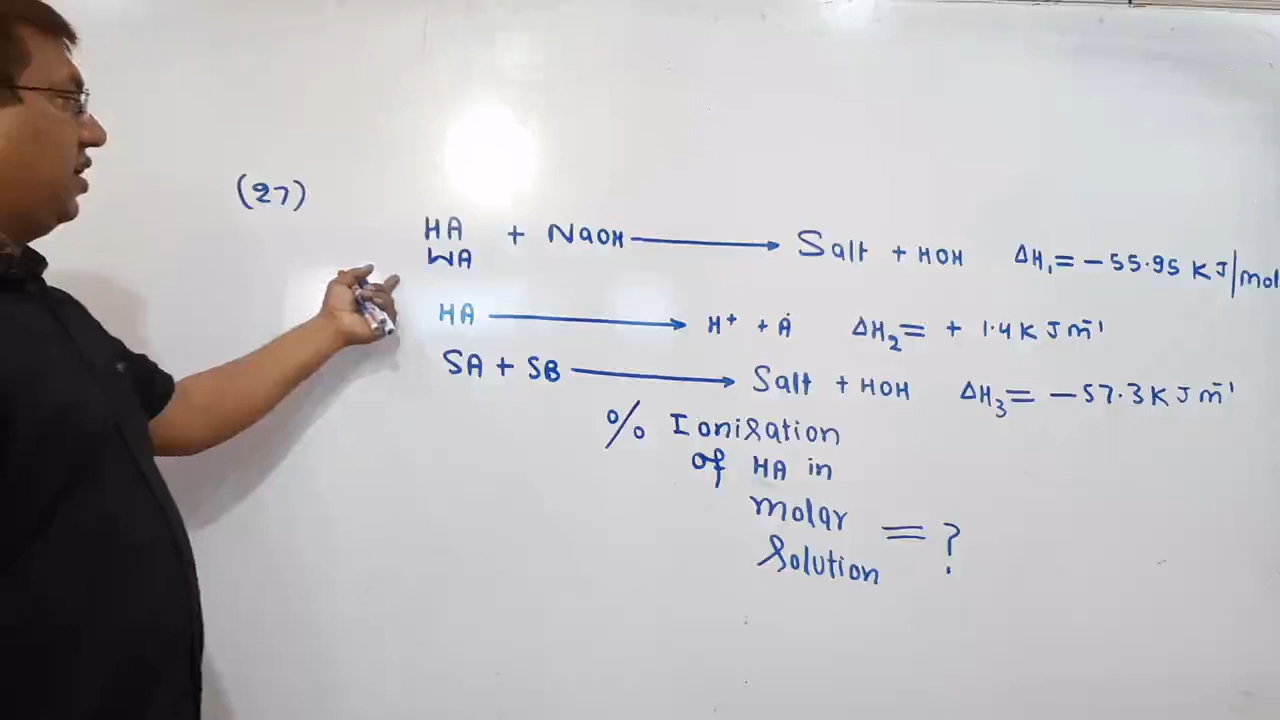 (27)
HA + NaOH → Salt + HOH ΔH₁ = -55.95 KJ/mol
WA
HA → H⁺ + A⁻ ΔH₂ = + 1.4 KJ m⁻¹
SA + SB → Salt + HOH ΔH₃ = -57.3 KJ m⁻¹
% Ionisation
of HA in
molar
Solution = ?